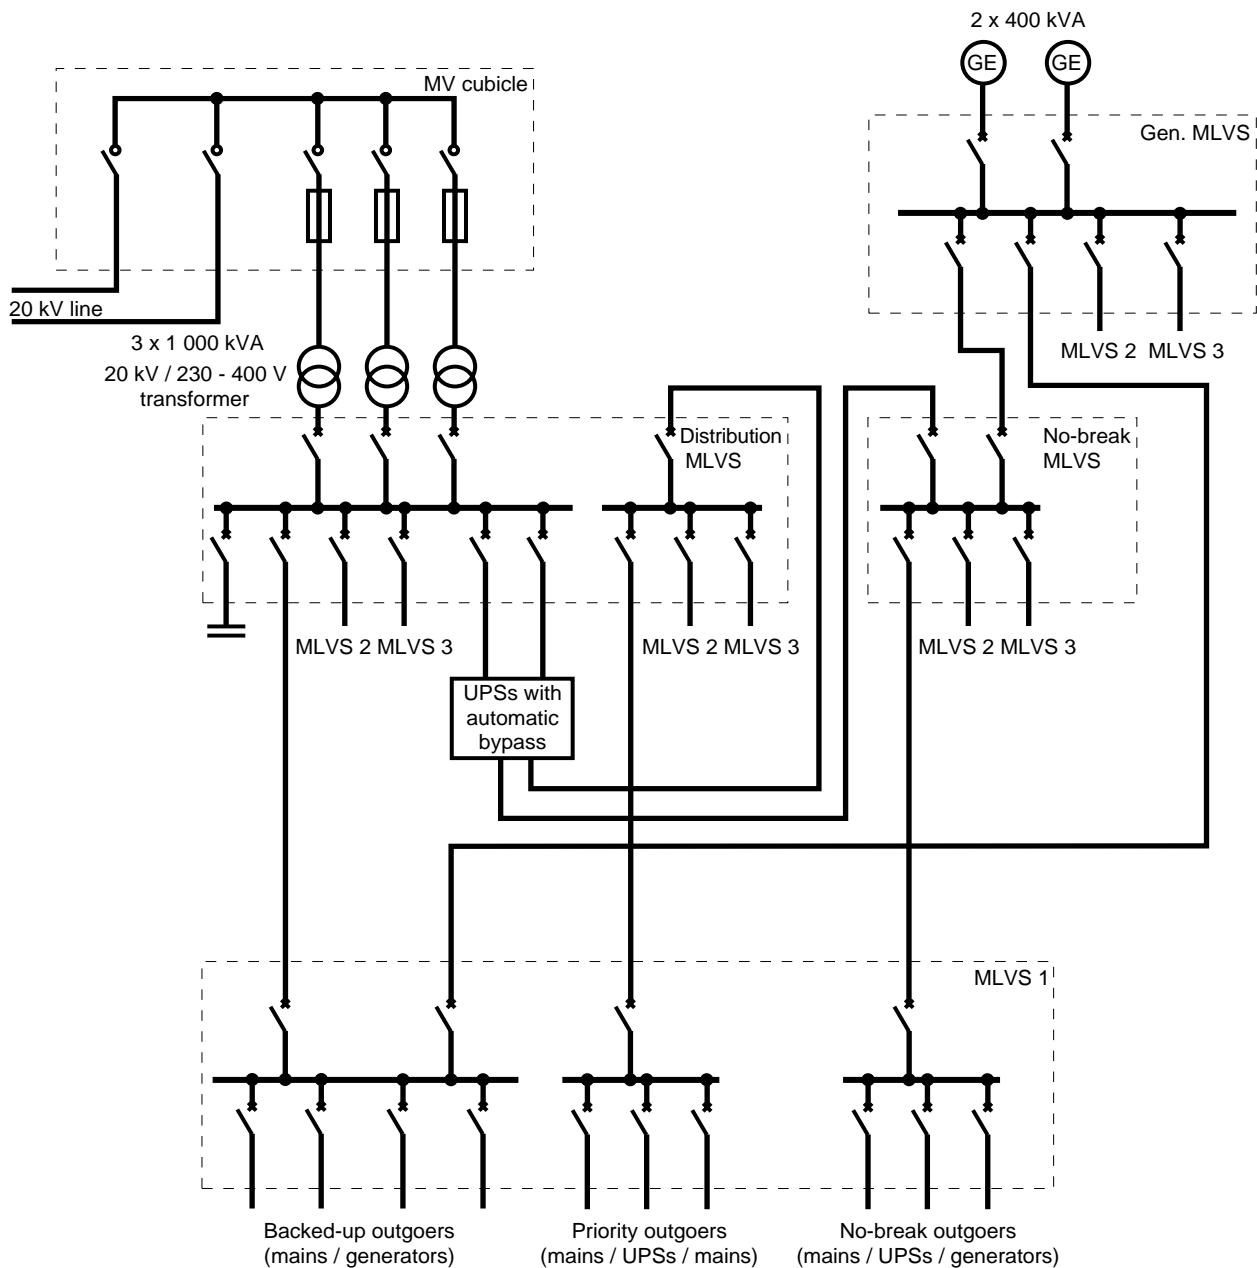 2 x 400 kVA
GE
GE
MV cubicle
Gen. MLVS
20 kV line
3 x 1 000 kVA
20 kV / 230 - 400 V
transformer
MLVS 2
MLVS 3
Distribution
MLVS
No-break
MLVS
MLVS 2
MLVS 3
MLVS 2
MLVS 3
MLVS 2
MLVS 3
UPSs with
automatic
bypass
MLVS 1
Backed-up outgoers
(mains / generators)
Priority outgoers
(mains / UPSs / mains)
No-break outgoers
(mains / UPSs / generators)